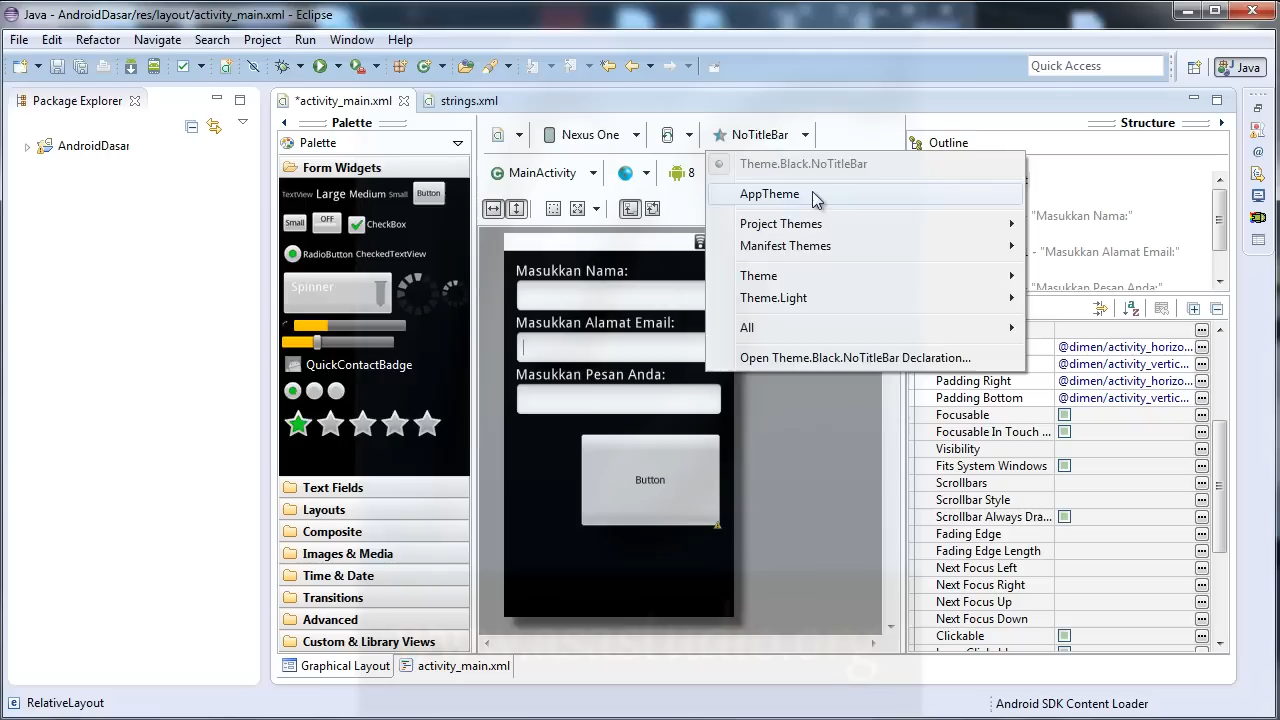 Java - AndroidDasar/res/layout/activity_main.xml - Eclipse
File Edit Refactor Navigate Search Project Run Window Help
Quick Access
Java
Package Explorer
*activity_main.xml
strings.xml
AndroidDasar
Palette
Palette
Form Widgets
TextView Large Medium Small Button
Small OFF CheckBox
RadioButton CheckedTextView
Spinner
QuickContactBadge
Text Fields
Layouts
Composite
Images & Media
Time & Date
Transitions
Advanced
Custom & Library Views
Nexus One
NoTitleBar
MainActivity
8
Theme.Black.NoTitleBar
AppTheme
Project Themes
Manifest Themes
Theme
Theme.Light
All
Open Theme.Black.NoTitleBar Declaration...
Masukkan Nama:
Masukkan Alamat Email:
Masukkan Pesan Anda:
Button
Structure
Outline
"Masukkan Nama:"
- "Masukkan Alamat Email:"
"Masukkan Pesan Anda:"
@dimen/activity_horizo...
@dimen/activity_vertic...
Padding Right @dimen/activity_horizo...
Padding Bottom @dimen/activity_vertic...
Focusable
Focusable In Touch ...
Visibility
Fits System Windows
Scrollbars
Scrollbar Style
Scrollbar Always Dra...
Fading Edge
Fading Edge Length
Next Focus Left
Next Focus Right
Next Focus Up
Next Focus Down
Clickable
Graphical Layout
activity_main.xml
RelativeLayout
Android SDK Content Loader